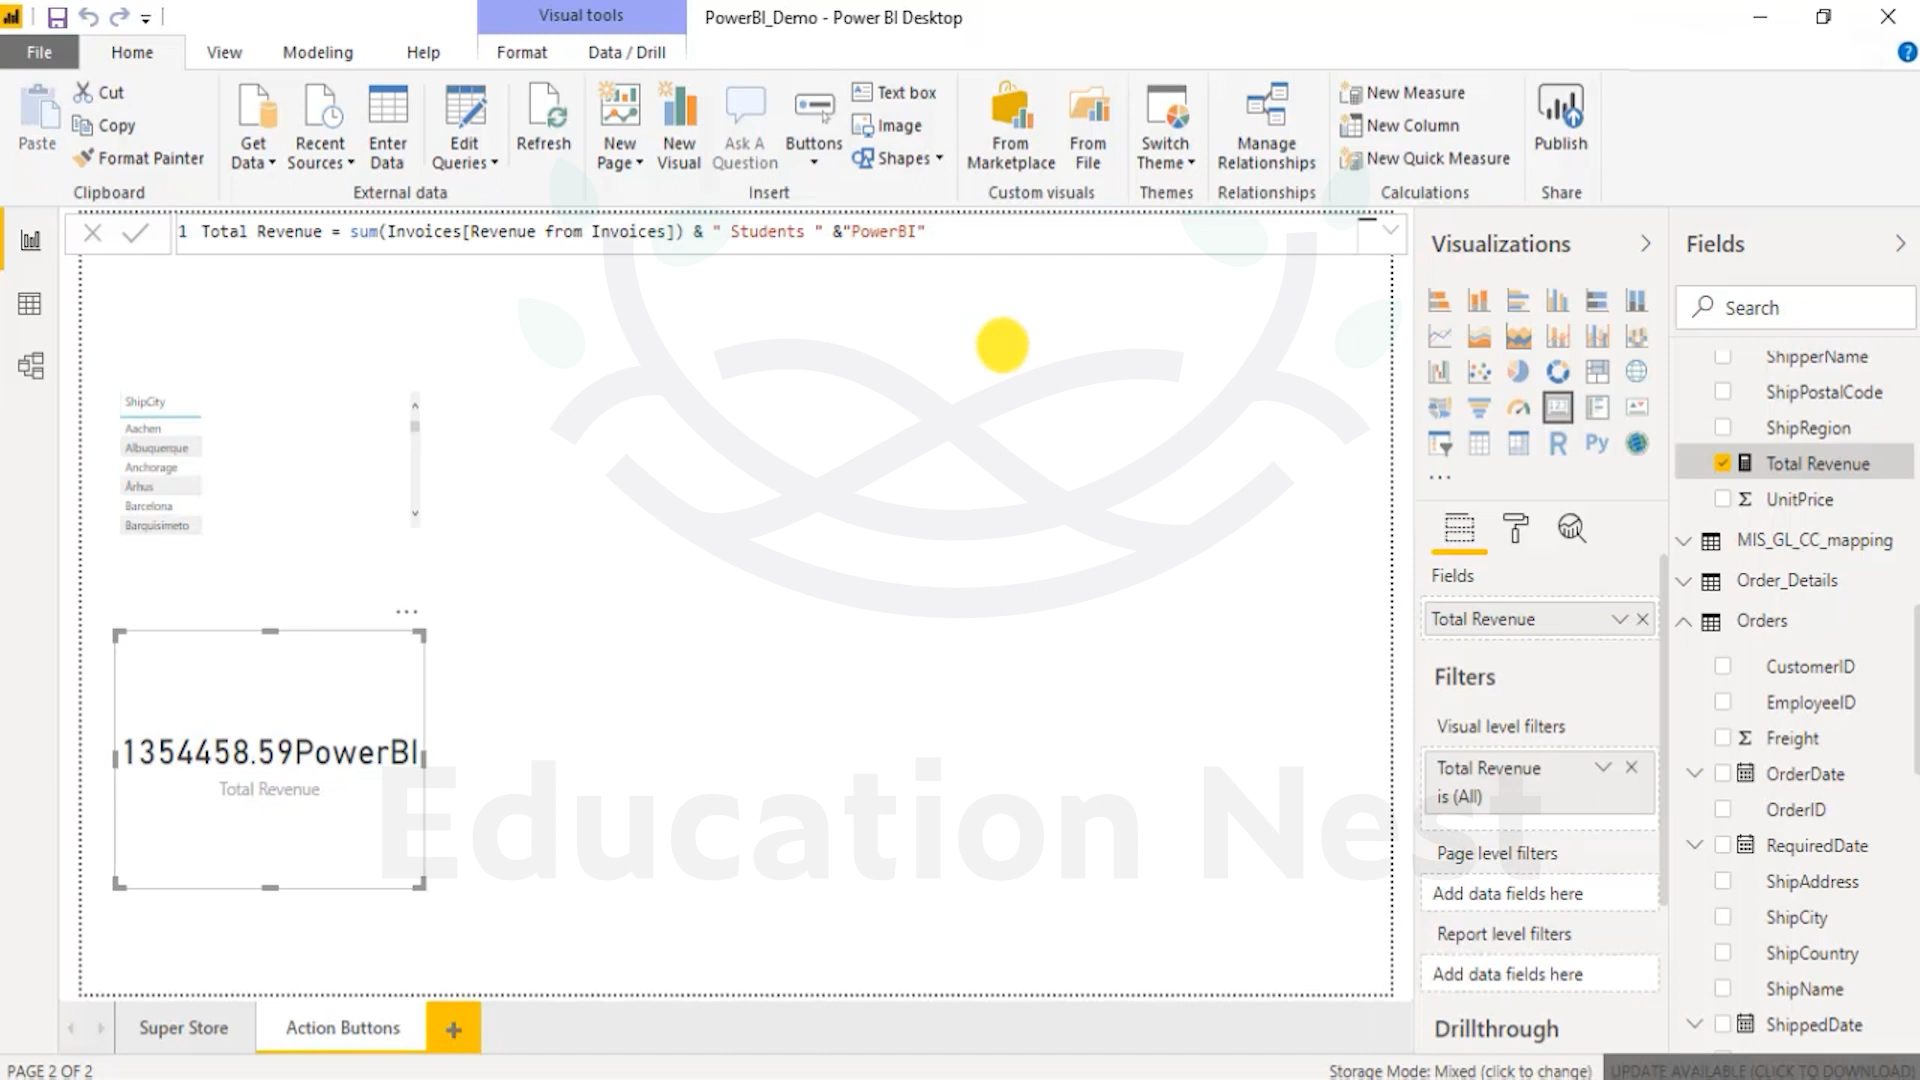 Visual tools
PowerBI_Demo - Power BI Desktop
File Home View Modeling Help Format Data / Drill
Paste
Cut
Copy
Format Painter
Clipboard
Get Data
Recent Sources
Enter Data
Edit Queries
Refresh
External data
New Page
New Visual
Ask A Question
Buttons
Text box
Image
Shapes
Insert
From Marketplace
From File
Custom visuals
Switch Theme
Themes
Manage Relationships
Relationships
New Measure
New Column
New Quick Measure
Calculations
Publish
Share
1 Total Revenue = sum(Invoices[Revenue from Invoices]) & " Students " &"PowerBI"
ShipCity
Aachen
Albuquerque
Anchorage
Århus
Barcelona
Barquisimeto
1354458.59PowerBI
Total Revenue
Education Nest
Visualizations
R Py
Fields
Total Revenue
Filters
Visual level filters
Total Revenue
is (All)
Page level filters
Add data fields here
Report level filters
Add data fields here
Drillthrough
Fields
Search
ShipperName
ShipPostalCode
ShipRegion
Total Revenue
UnitPrice
MIS_GL_CC_mapping
Order_Details
Orders
CustomerID
EmployeeID
Freight
OrderDate
OrderID
RequiredDate
ShipAddress
ShipCity
ShipCountry
ShipName
ShippedDate
Super Store
Action Buttons
+
PAGE 2 OF 2
Storage Mode: Mixed (click to change)
UPDATE AVAILABLE (CLICK TO DOWNLOAD)